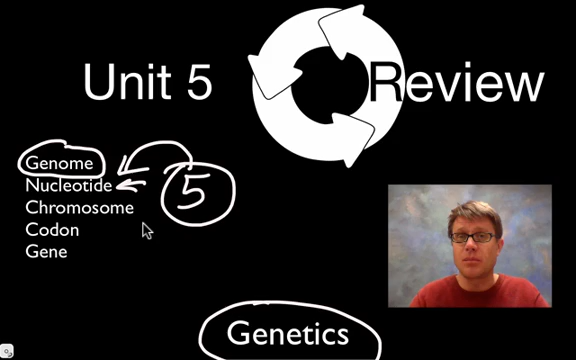 Unit 5 Review
Genome
Nucleotide
Chromosome
Codon
Gene
5
Genetics